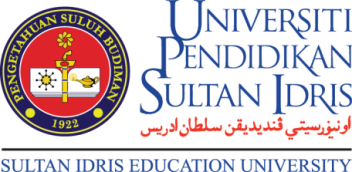 PENGETAHUAN SULUH BUDIMAN
1922
UNIVERSITI
PENDIDIKAN
SULTAN IDRIS
اونيۏرسيتي ڤنديديقن سلطان ادريس
SULTAN IDRIS EDUCATION UNIVERSITY